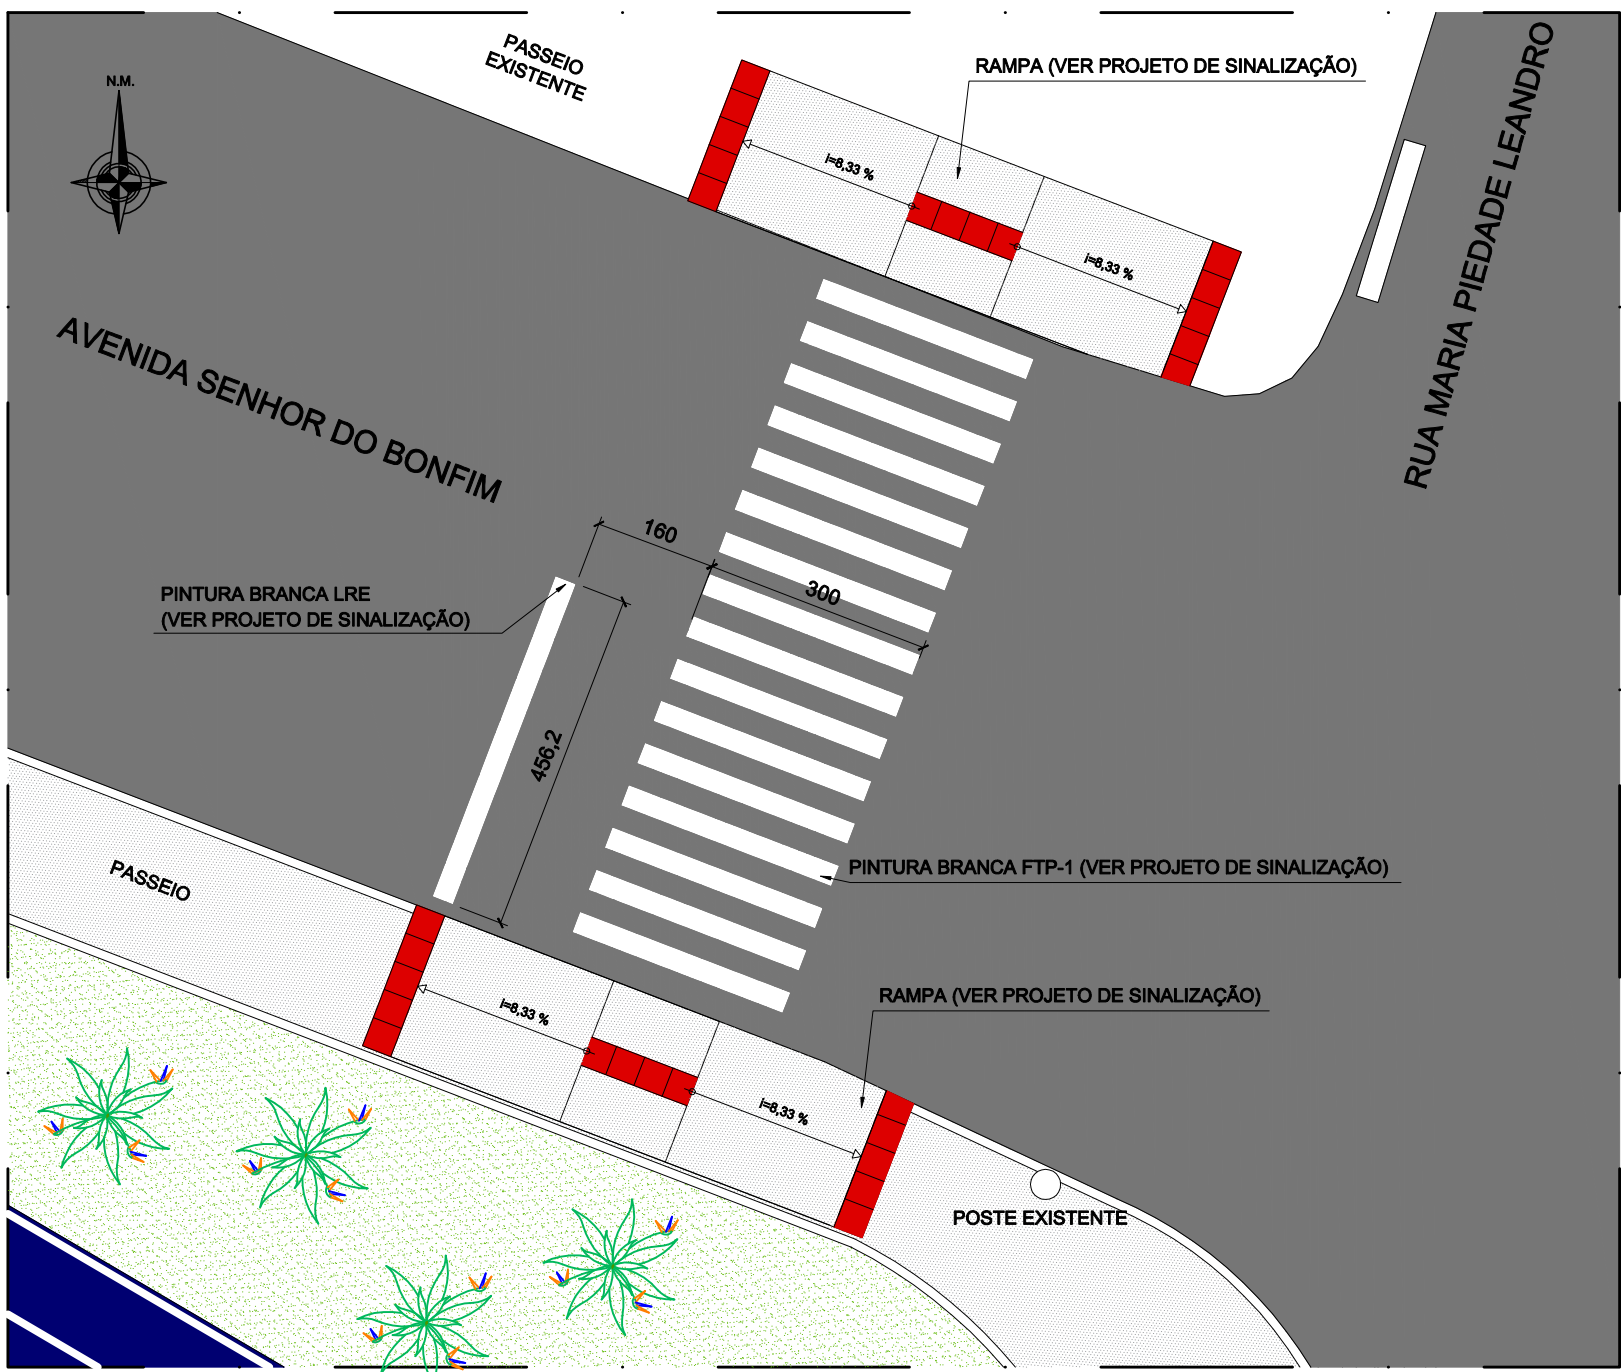 PASSEIO
EXISTENTE
RAMPA (VER PROJETO DE SINALIZAÇÃO)
RUA MARIA PIEDADE LEANDRO
N.M.
i=8,33 %
i=8,33 %
AVENIDA SENHOR DO BONFIM
160
300
PINTURA BRANCA LRE
(VER PROJETO DE SINALIZAÇÃO)
456,2
PASSEIO
PINTURA BRANCA FTP-1 (VER PROJETO DE SINALIZAÇÃO)
RAMPA (VER PROJETO DE SINALIZAÇÃO)
i=8,33 %
i=8,33 %
POSTE EXISTENTE